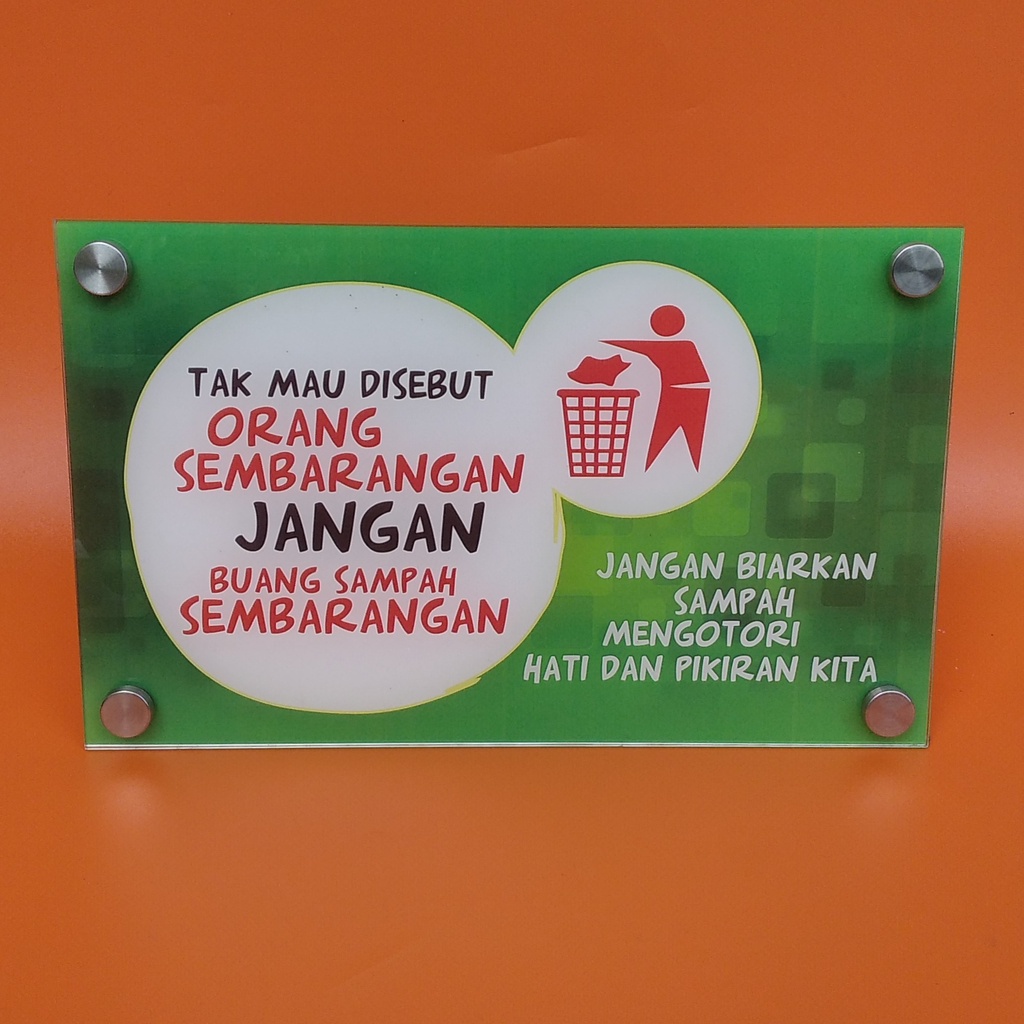 TAK MAU DISEBUT
ORANG
SEMBARANGAN
JANGAN
BUANG SAMPAH
SEMBARANGAN
JANGAN BIARKAN
SAMPAH
MENGOTORI
HATI DAN PIKIRAN KITA